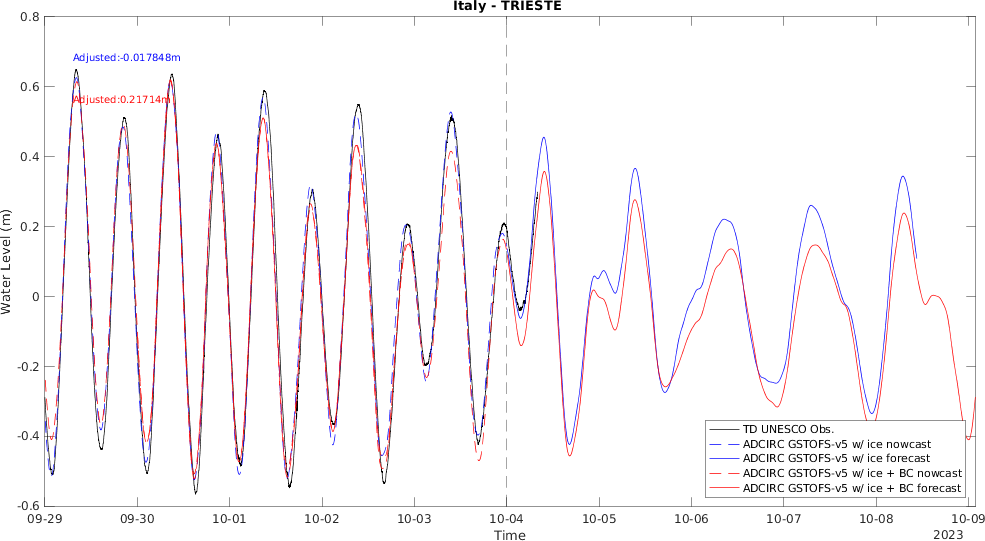 Italy - TRIESTE
Adjusted:-0.017848m
Adjusted:0.21714m
Water Level (m)
0.8
0.6
0.4
0.2
0
-0.2
-0.4
-0.6
09-29 09-30 10-01 10-02 10-03 10-04 10-05 10-06 10-07 10-08 10-09
Time
2023
TD UNESCO Obs.
ADCIRC GSTOFS-v5 w/ ice nowcast
ADCIRC GSTOFS-v5 w/ ice forecast
ADCIRC GSTOFS-v5 w/ ice + BC nowcast
ADCIRC GSTOFS-v5 w/ ice + BC forecast